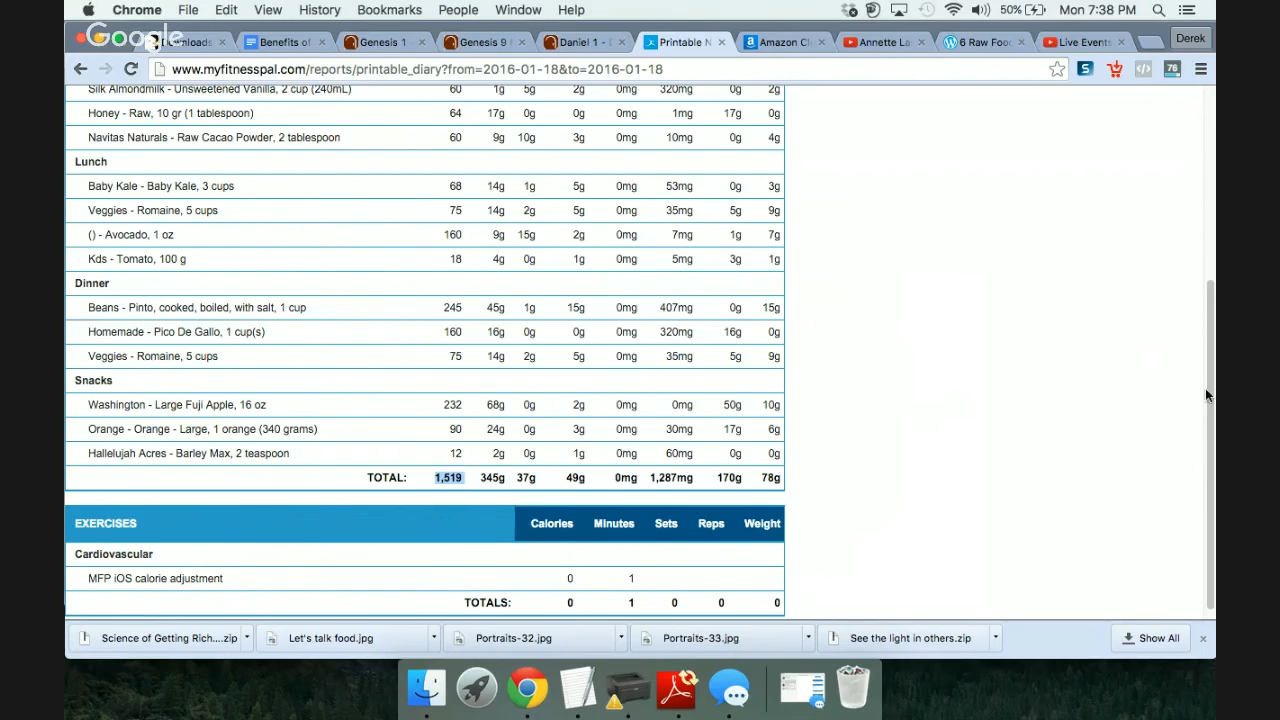 Chrome File Edit View History Bookmarks People Window Help 50% Mon 7:38 PM
Google
Downloads Benefits of Genesis 1 - Genesis 9 Daniel 1 - Printable N Amazon Cl Annette La 6 Raw Foo Live Events Derek
www.myfitnesspal.com/reports/printable_diary?from=2016-01-18&to=2016-01-18 S 76
Silk Almondmilk - Unsweetened Vanilla, 2 cup (240mL) 60 1g 5g 2g 0mg 320mg 0g 2g
Honey - Raw, 10 gr (1 tablespoon) 64 17g 0g 0g 0mg 1mg 17g 0g
Navitas Naturals - Raw Cacao Powder, 2 tablespoon 60 9g 10g 3g 0mg 10mg 0g 4g
Lunch
Baby Kale - Baby Kale, 3 cups 68 14g 1g 5g 0mg 53mg 0g 3g
Veggies - Romaine, 5 cups 75 14g 2g 5g 0mg 35mg 5g 9g
() - Avocado, 1 oz 160 9g 15g 2g 0mg 7mg 1g 7g
Kds - Tomato, 100 g 18 4g 0g 1g 0mg 5mg 3g 1g
Dinner
Beans - Pinto, cooked, boiled, with salt, 1 cup 245 45g 1g 15g 0mg 407mg 0g 15g
Homemade - Pico De Gallo, 1 cup(s) 160 16g 0g 0g 0mg 320mg 16g 0g
Veggies - Romaine, 5 cups 75 14g 2g 5g 0mg 35mg 5g 9g
Snacks
Washington - Large Fuji Apple, 16 oz 232 68g 0g 2g 0mg 0mg 50g 10g
Orange - Orange - Large, 1 orange (340 grams) 90 24g 0g 3g 0mg 30mg 17g 6g
Hallelujah Acres - Barley Max, 2 teaspoon 12 2g 0g 1g 0mg 60mg 0g 0g
TOTAL: 1,519 345g 37g 49g 0mg 1,287mg 170g 78g
EXERCISES Calories Minutes Sets Reps Weight
Cardiovascular
MFP iOS calorie adjustment 0 1
TOTALS: 0 1 0 0 0
Science of Getting Rich....zip Let's talk food.jpg Portraits-32.jpg Portraits-33.jpg See the light in others.zip Show All